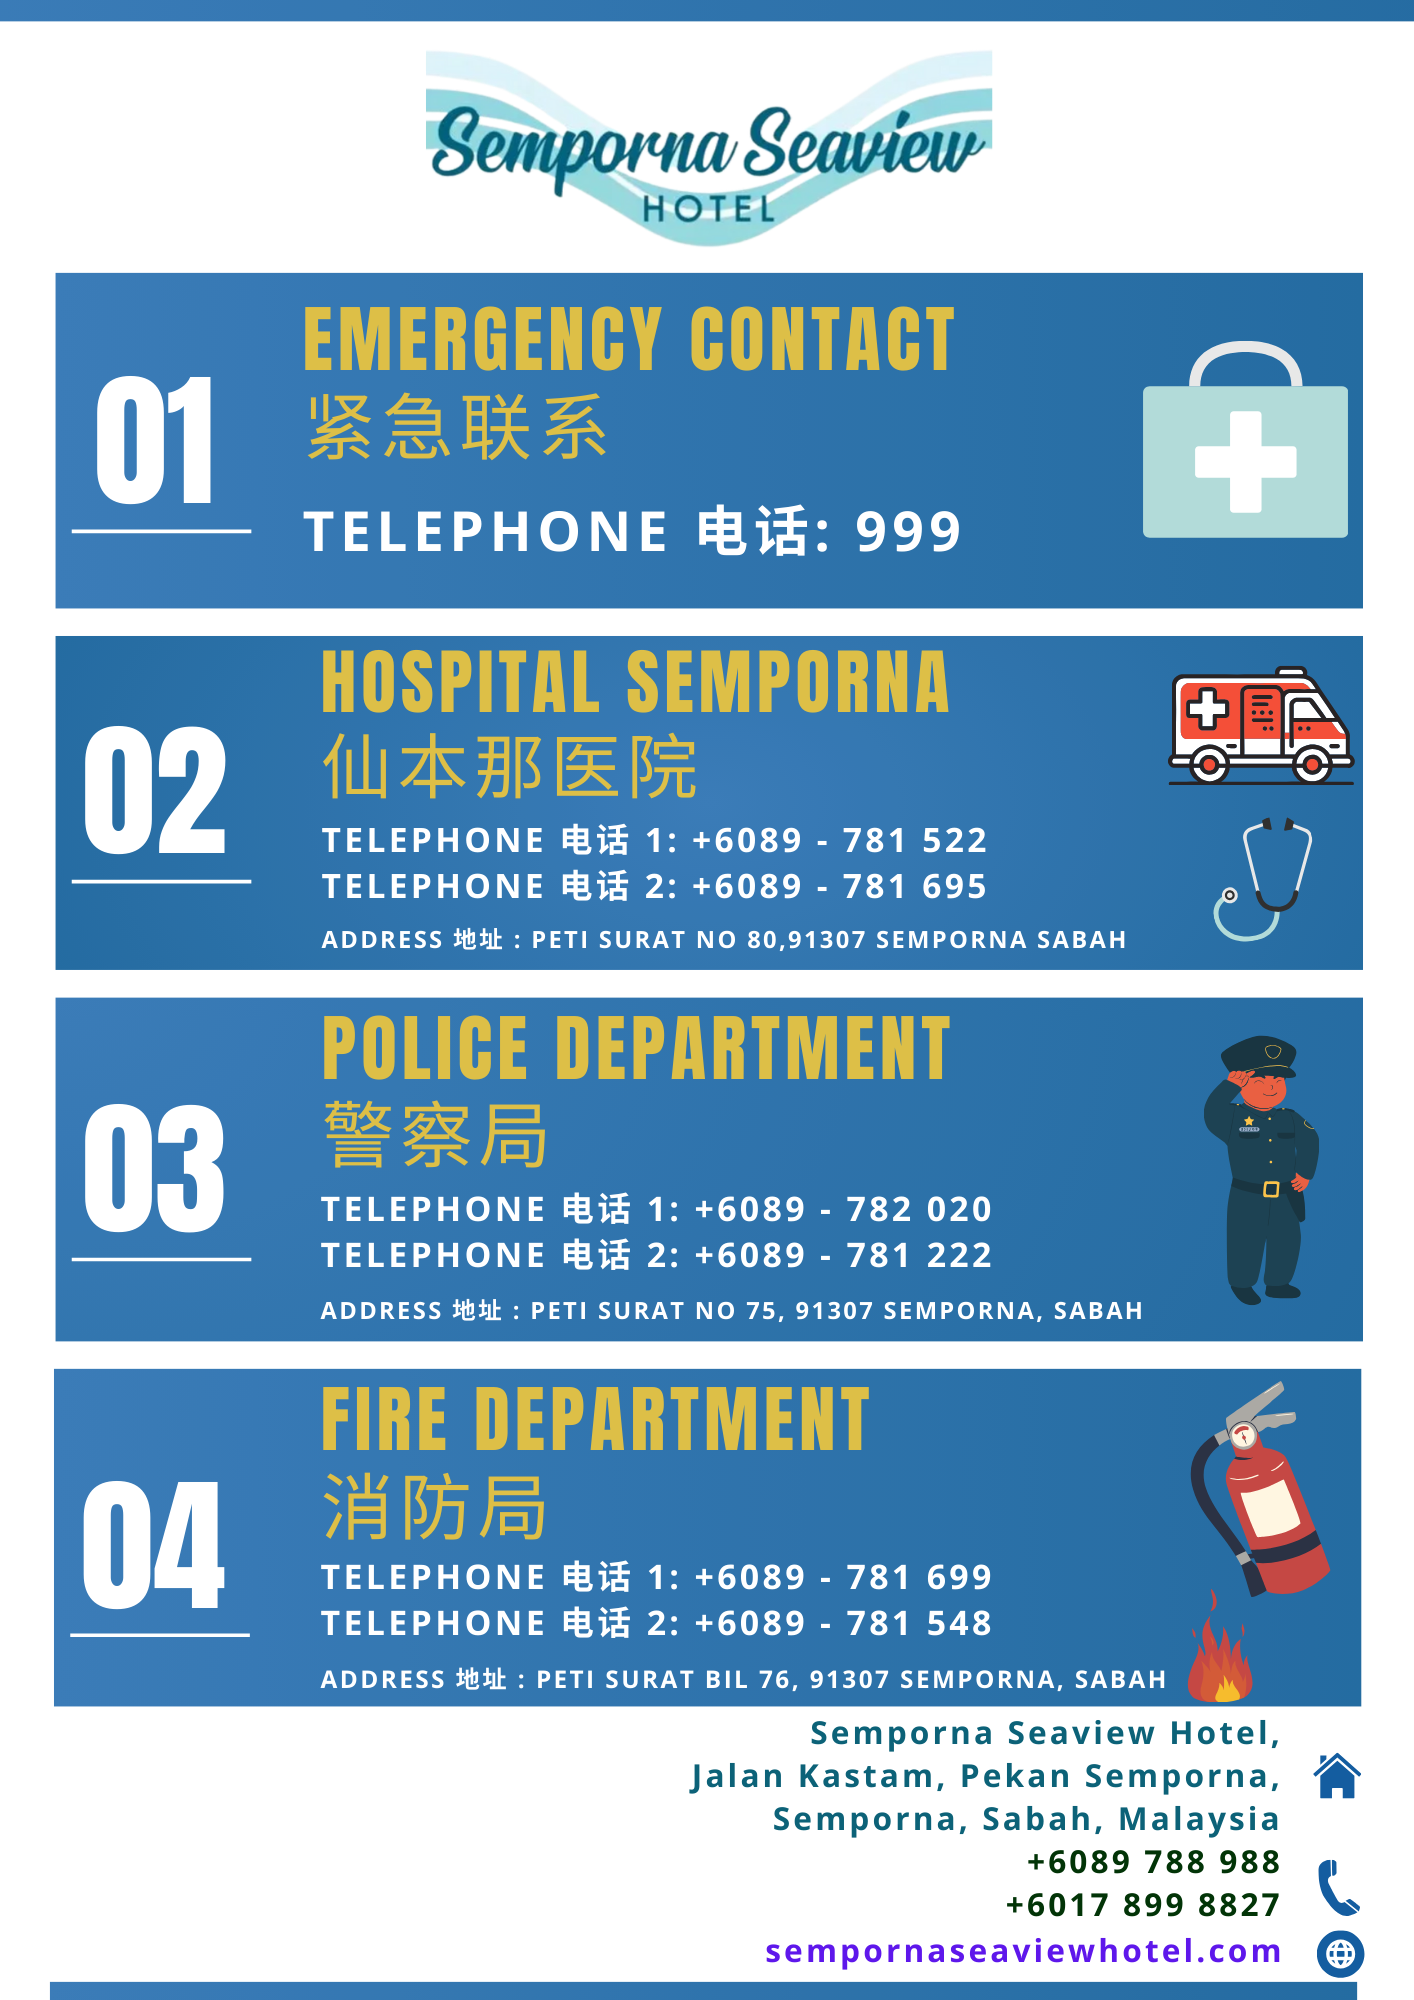 Semporna Seaview
HOTEL
01
EMERGENCY CONTACT
紧急联系
TELEPHONE 电话: 999
02
HOSPITAL SEMPORNA
仙本那医院
TELEPHONE 电话 1: +6089 - 781 522
TELEPHONE 电话 2: +6089 - 781 695
ADDRESS 地址 : PETI SURAT NO 80,91307 SEMPORNA SABAH
03
POLICE DEPARTMENT
警察局
TELEPHONE 电话 1: +6089 - 782 020
TELEPHONE 电话 2: +6089 - 781 222
ADDRESS 地址 : PETI SURAT NO 75, 91307 SEMPORNA, SABAH
04
FIRE DEPARTMENT
消防局
TELEPHONE 电话 1: +6089 - 781 699
TELEPHONE 电话 2: +6089 - 781 548
ADDRESS 地址 : PETI SURAT BIL 76, 91307 SEMPORNA, SABAH
Semporna Seaview Hotel,
Jalan Kastam, Pekan Semporna,
Semporna, Sabah, Malaysia
+6089 788 988
+6017 899 8827
sempornaseaviewhotel.com